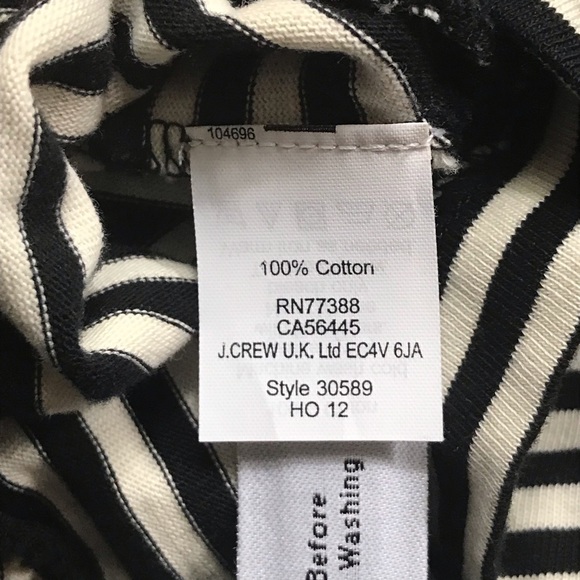 104696
100% Cotton
RN77388
CA56445
J.CREW U.K. Ltd EC4V 6JA
Style 30589
HO 12
Before
Washing